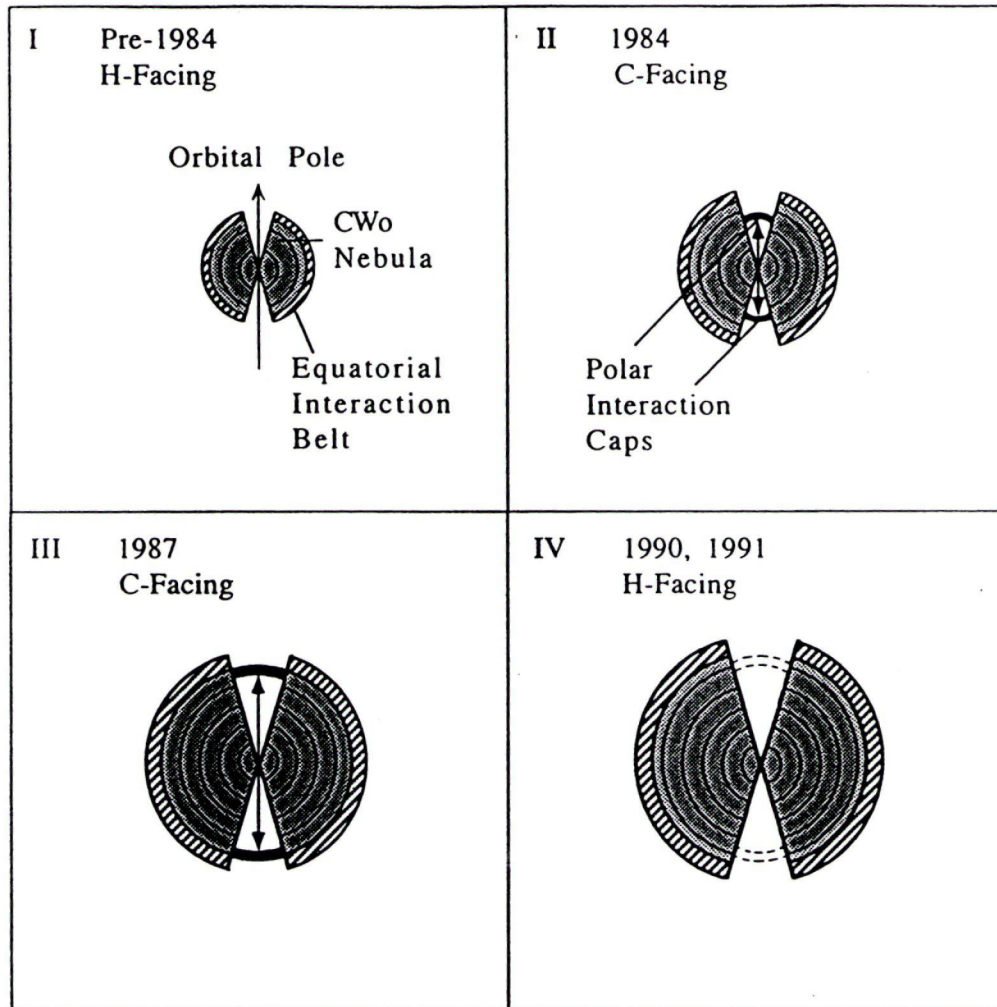 I Pre-1984
H-Facing
Orbital Pole
CWo
Nebula
Equatorial
Interaction
Belt
II 1984
C-Facing
Polar
Interaction
Caps
III 1987
C-Facing
IV 1990, 1991
H-Facing